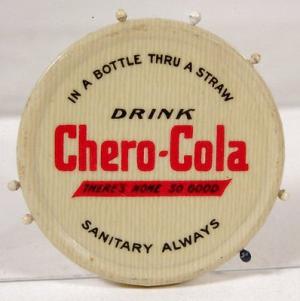 IN A BOTTLE THRU A STRAW
DRINK
Chero-Cola
THERE'S NONE SO GOOD
SANITARY ALWAYS